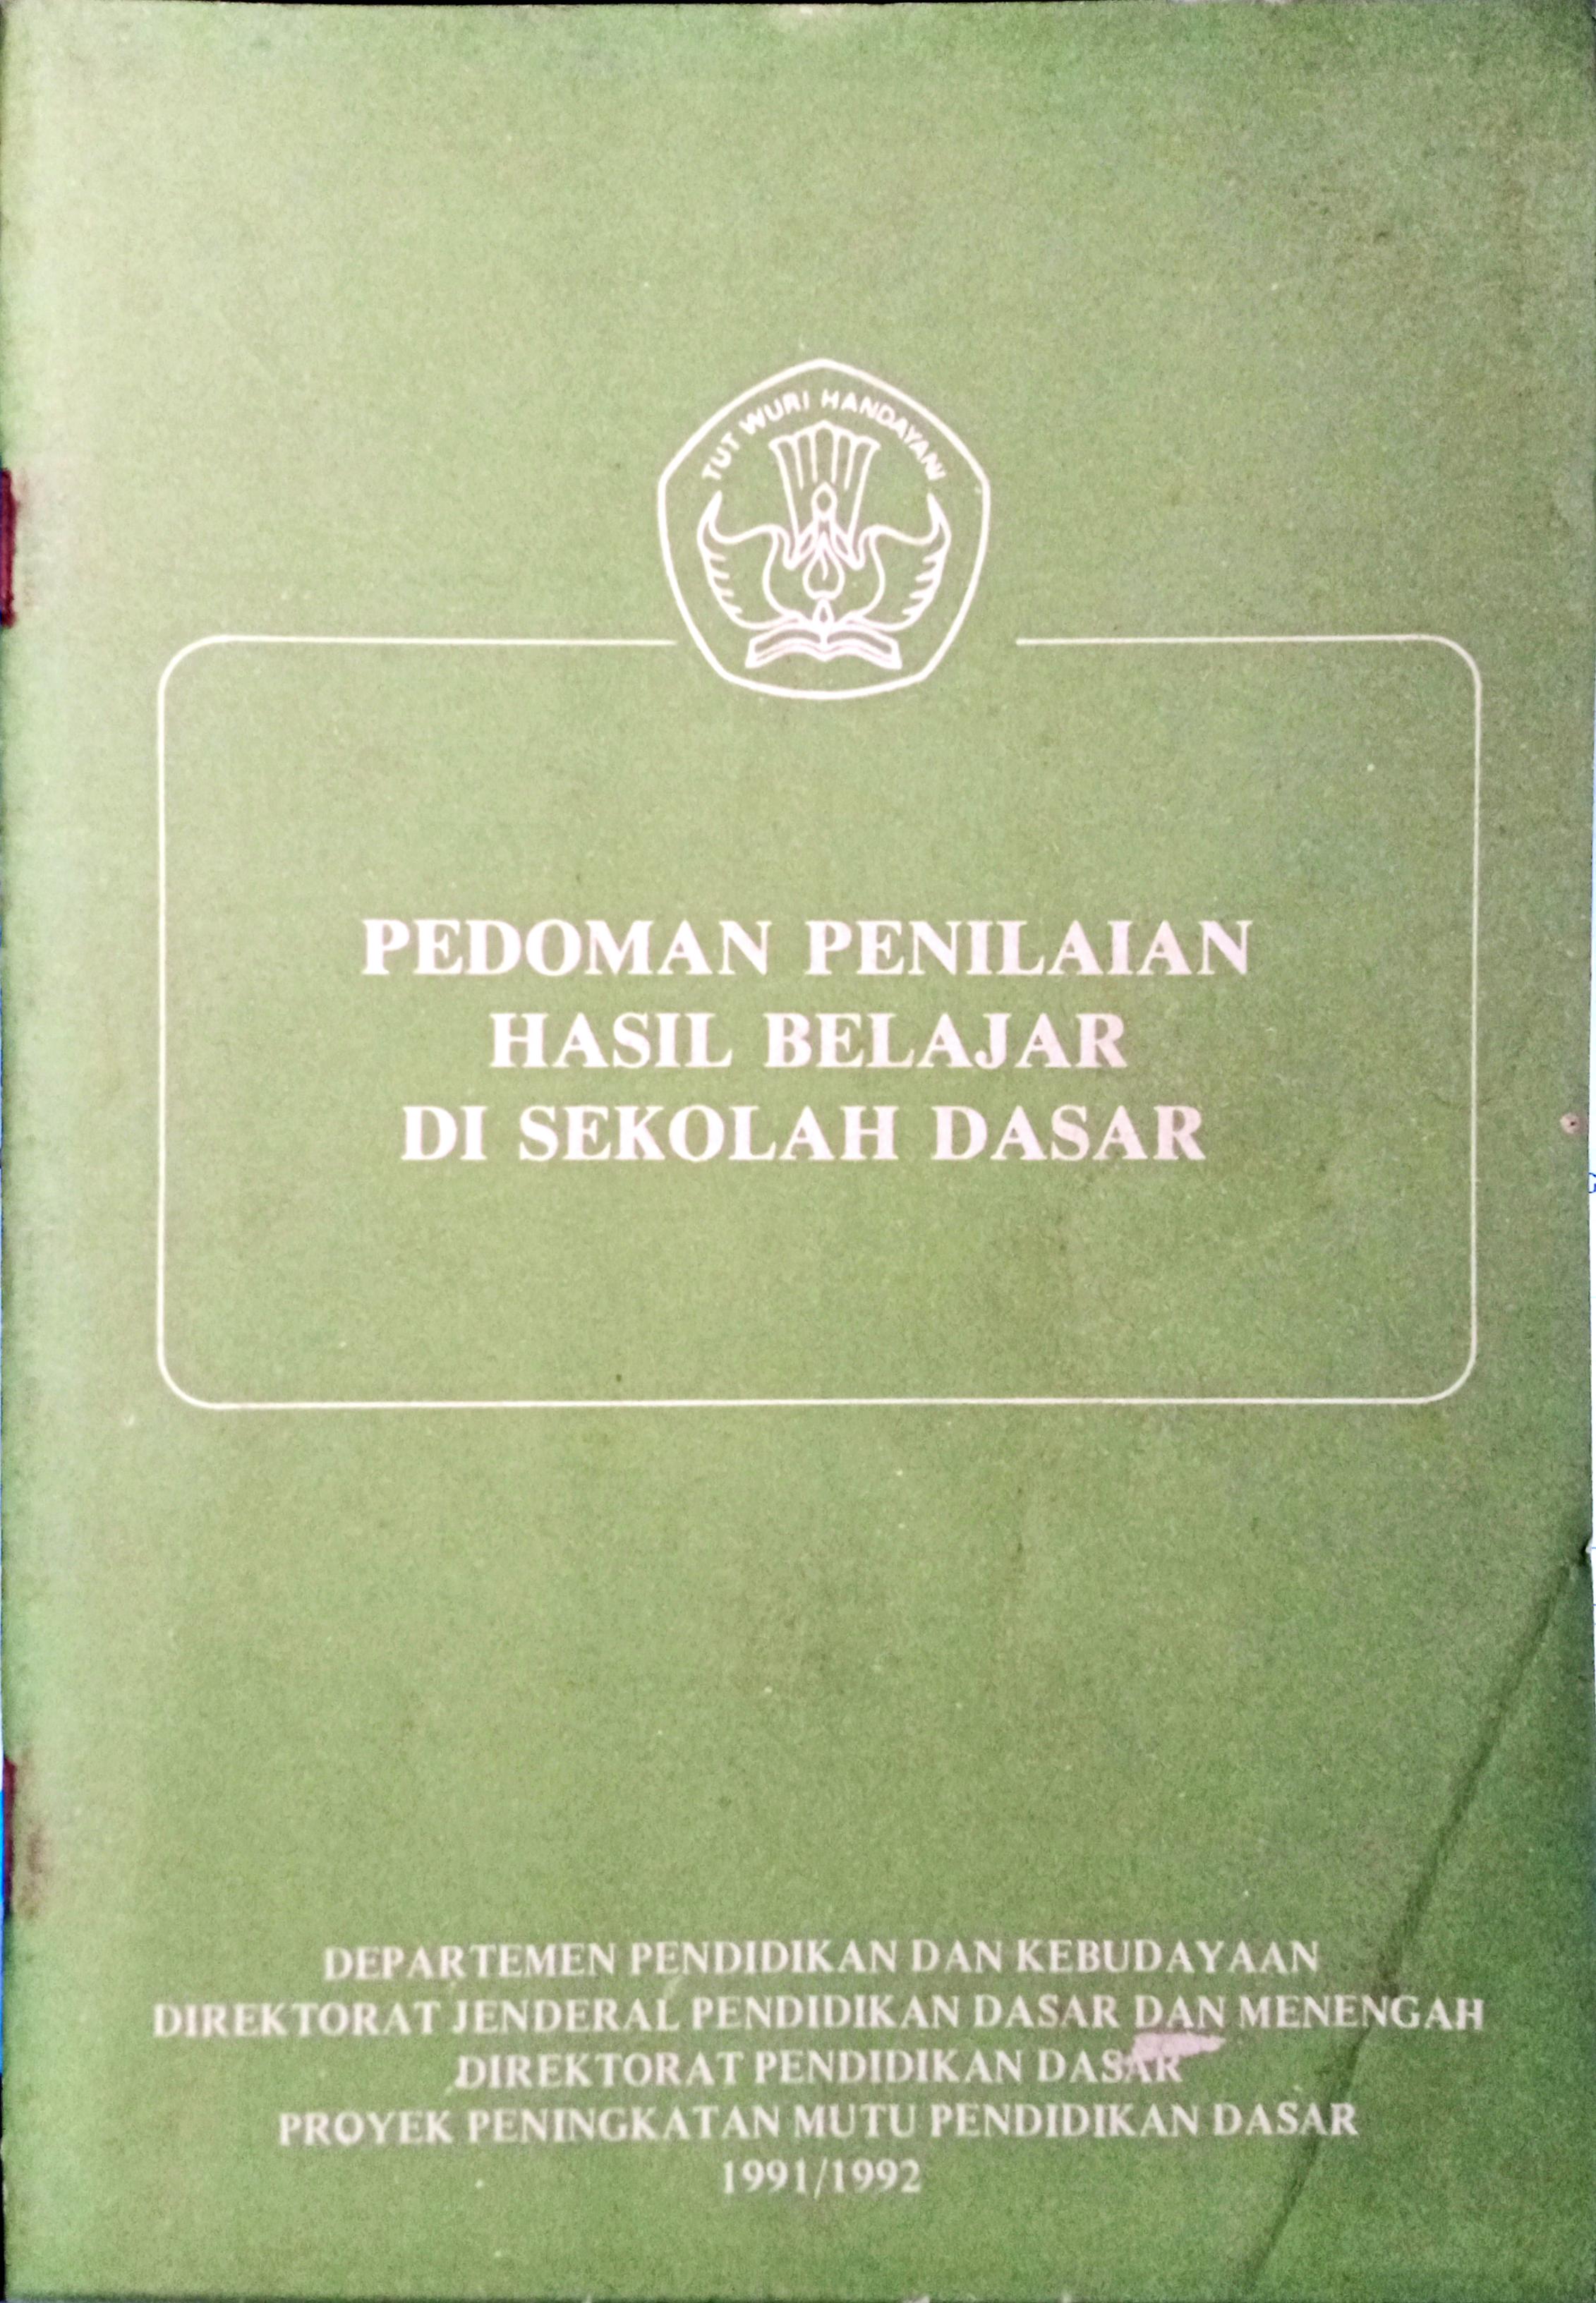 TUT WURI HANDAYANI
PEDOMAN PENILAIAN
HASIL BELAJAR
DI SEKOLAH DASAR
DEPARTEMEN PENDIDIKAN DAN KEBUDAYAAN
DIREKTORAT JENDERAL PENDIDIKAN DASAR DAN MENENGAH
DIREKTORAT PENDIDIKAN DASAR
PROYEK PENINGKATAN MUTU PENDIDIKAN DASAR
1991/1992